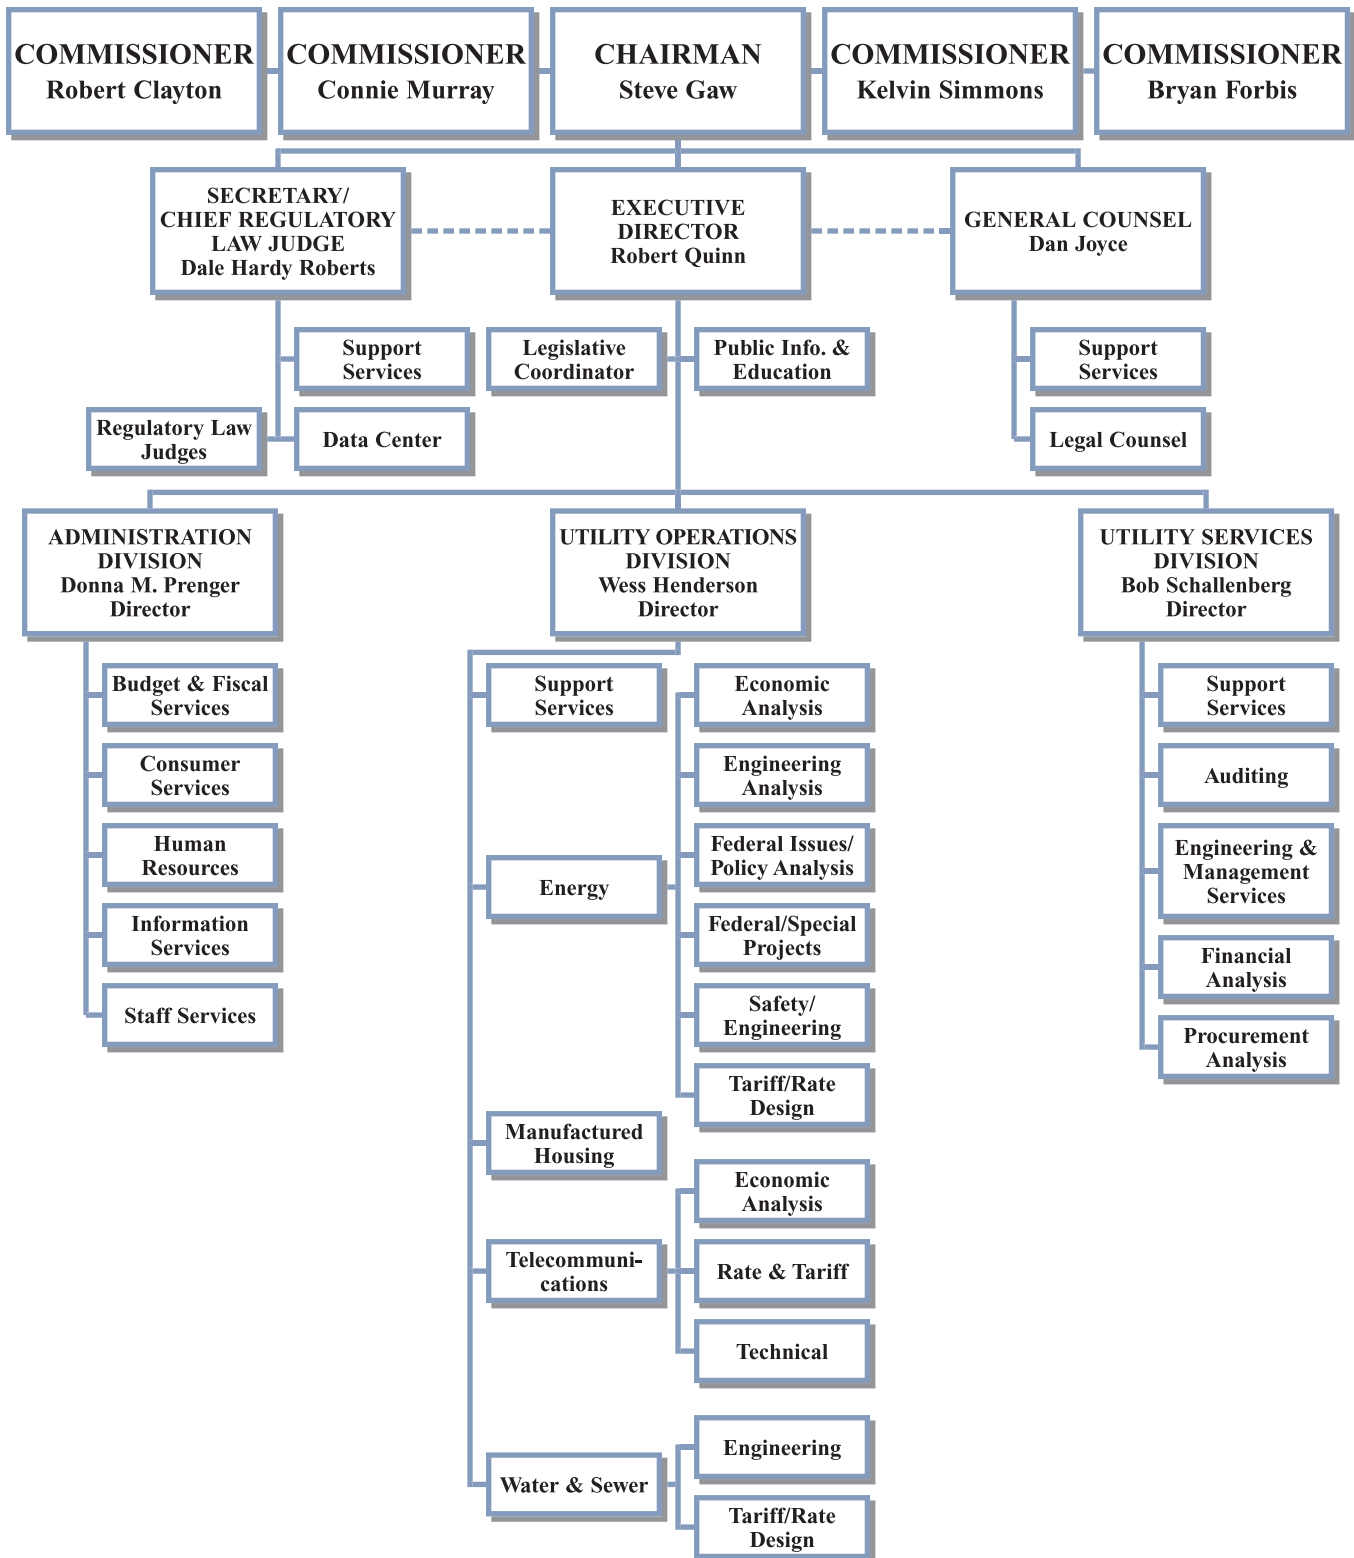 COMMISSIONER
Robert Clayton
COMMISSIONER
Connie Murray
CHAIRMAN
Steve Gaw
COMMISSIONER
Kelvin Simmons
COMMISSIONER
Bryan Forbis
SECRETARY/
CHIEF REGULATORY
LAW JUDGE
Dale Hardy Roberts
EXECUTIVE
DIRECTOR
Robert Quinn
GENERAL COUNSEL
Dan Joyce
Support
Services
Regulatory Law
Judges
Data Center
Legislative
Coordinator
Public Info. &
Education
Support
Services
Legal Counsel
ADMINISTRATION
DIVISION
Donna M. Prenger
Director
Budget & Fiscal
Services
Consumer
Services
Human
Resources
Information
Services
Staff Services
UTILITY OPERATIONS
DIVISION
Wess Henderson
Director
Support
Services
Energy
Economic
Analysis
Engineering
Analysis
Federal Issues/
Policy Analysis
Federal/Special
Projects
Safety/
Engineering
Tariff/Rate
Design
Manufactured
Housing
Telecommuni-
cations
Economic
Analysis
Rate & Tariff
Technical
Water & Sewer
Engineering
Tariff/Rate
Design
UTILITY SERVICES
DIVISION
Bob Schallenberg
Director
Support
Services
Auditing
Engineering &
Management
Services
Financial
Analysis
Procurement
Analysis